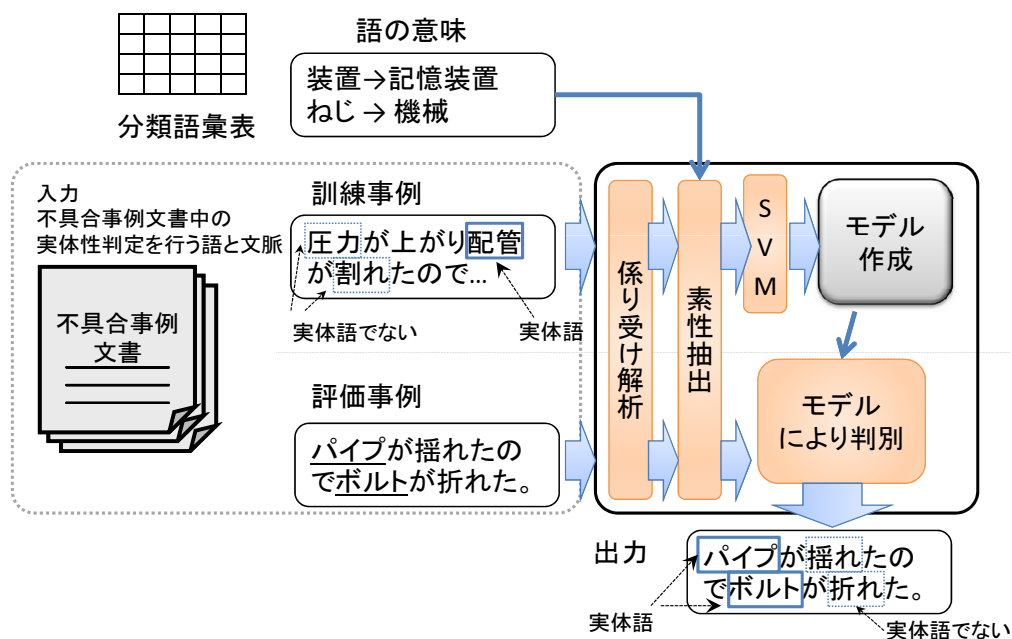 語の意味
装置→記憶装置
ねじ → 機械
分類語彙表
入力
不具合事例文書中の
実体性判定を行う語と文脈
不具合事例
文書
訓練事例
圧力が上がり配管
が割れたので…
実体語でない
実体語
評価事例
パイプが揺れたの
でボルトが折れた。
係り受け解析
素性抽出
SVM
モデル
作成
モデル
により判別
出力
パイプが揺れたの
でボルトが折れた。
実体語
実体語でない